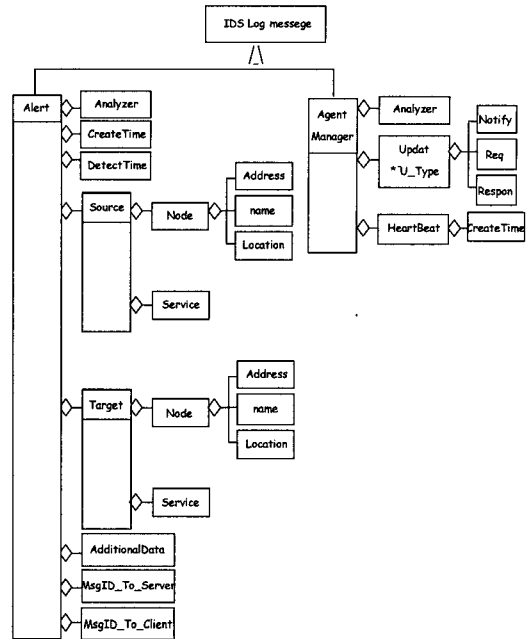 IDS Log messege
Alert
Analyzer
CreateTime
DetectTime
Source
Node
Address
name
Location
Service
Target
Node
Address
name
Location
Service
AdditionalData
MsgID_To_Server
MsgID_To_Client
Agent
Manager
Analyzer
Updat
*U_Type
Notify
Req
Respon
HeartBeat
CreateTime